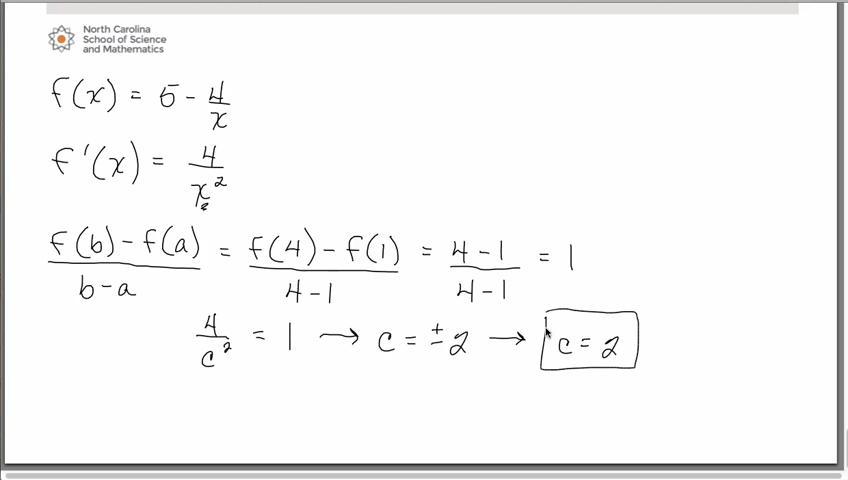 North Carolina
School of Science
and Mathematics
f(x) = 5 - 4/x
f'(x) = 4/x²
(f(b) - f(a))/(b - a) = (f(4) - f(1))/(4 - 1) = (4 - 1)/(4 - 1) = 1
4/c² = 1 → c = ±2 → c = 2